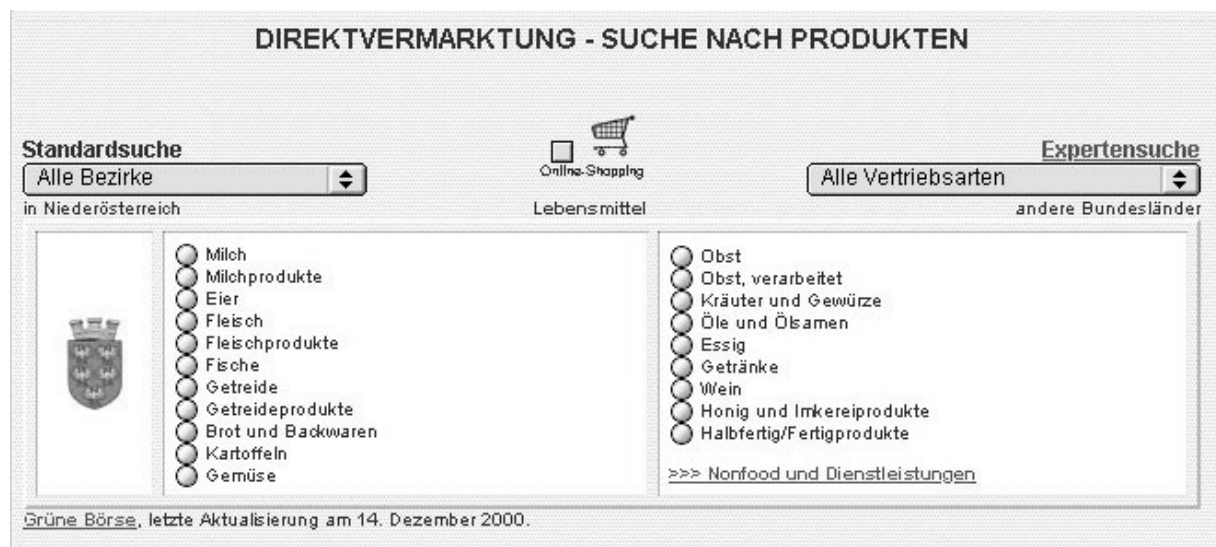 DIREKTVERMARKTUNG - SUCHE NACH PRODUKTEN
Standardsuche
Expertensuche
Alle Bezirke
Online-Shopping
Alle Vertriebsarten
in Niederösterreich
Lebensmittel
andere Bundesländer
Milch
Milchprodukte
Eier
Fleisch
Fleischprodukte
Fische
Getreide
Getreideprodukte
Brot und Backwaren
Kartoffeln
Gemüse
Obst
Obst, verarbeitet
Kräuter und Gewürze
Öle und Ölsamen
Essig
Getränke
Wein
Honig und Imkereiprodukte
Halbfertig/Fertigprodukte
>>> Nonfood und Dienstleistungen
Grüne Börse, letzte Aktualisierung am 14. Dezember 2000.